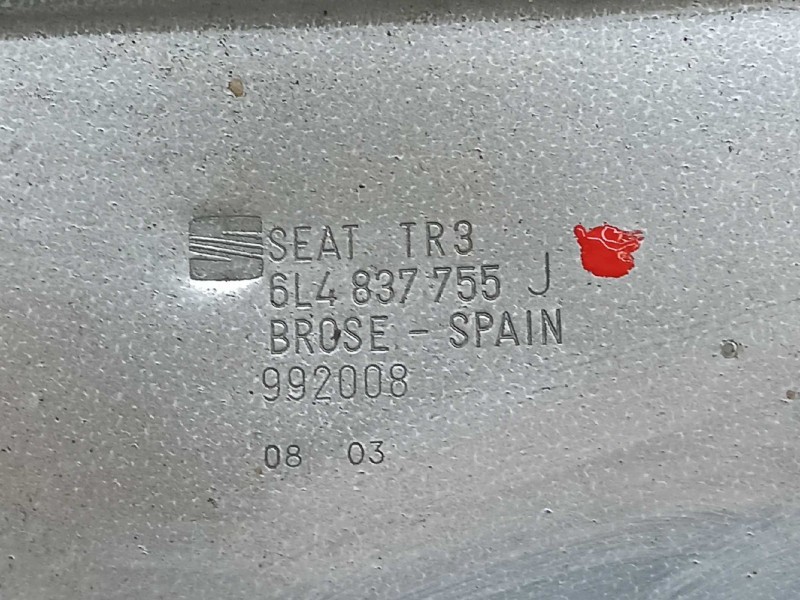 SEAT TR3
6L4 837 755 J
BROSE - SPAIN
992008
08 03